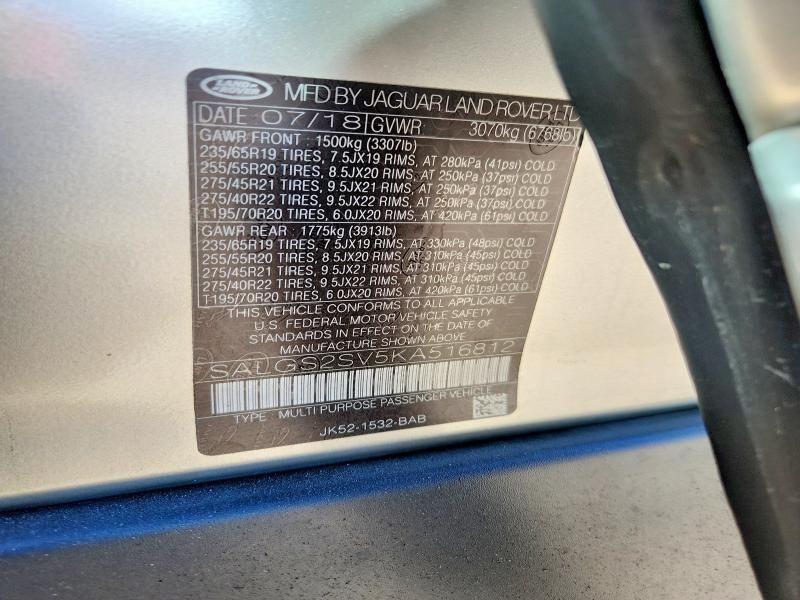 LAND ROVER
MFD BY JAGUAR LAND ROVER LTD
DATE 07/18 GVWR 3070kg (6768lb)
GAWR FRONT : 1500kg (3307lb)
235/65R19 TIRES, 7.5JX19 RIMS, AT 280kPa (41psi) COLD
255/55R20 TIRES, 8.5JX20 RIMS, AT 250kPa (37psi) COLD
275/45R21 TIRES, 9.5JX21 RIMS, AT 250kPa (37psi) COLD
275/40R22 TIRES, 9.5JX22 RIMS, AT 250kPa (37psi) COLD
T195/70R20 TIRES, 6.0JX20 RIMS, AT 420kPa (61psi) COLD
GAWR REAR : 1775kg (3913lb)
235/65R19 TIRES, 7.5JX19 RIMS, AT 330kPa (48psi) COLD
255/55R20 TIRES, 8.5JX20 RIMS, AT 310kPa (45psi) COLD
275/45R21 TIRES, 9.5JX21 RIMS, AT 310kPa (45psi) COLD
275/40R22 TIRES, 9.5JX22 RIMS, AT 310kPa (45psi) COLD
T195/70R20 TIRES, 6.0JX20 RIMS, AT 420kPa (61psi) COLD
THIS VEHICLE CONFORMS TO ALL APPLICABLE
U.S. FEDERAL MOTOR VEHICLE SAFETY
STANDARDS IN EFFECT ON THE DATE OF
MANUFACTURE SHOWN ABOVE
SALGS2SV5KA516812
TYPE : MULTI PURPOSE PASSENGER VEHICLE
JK52-1532-BAB